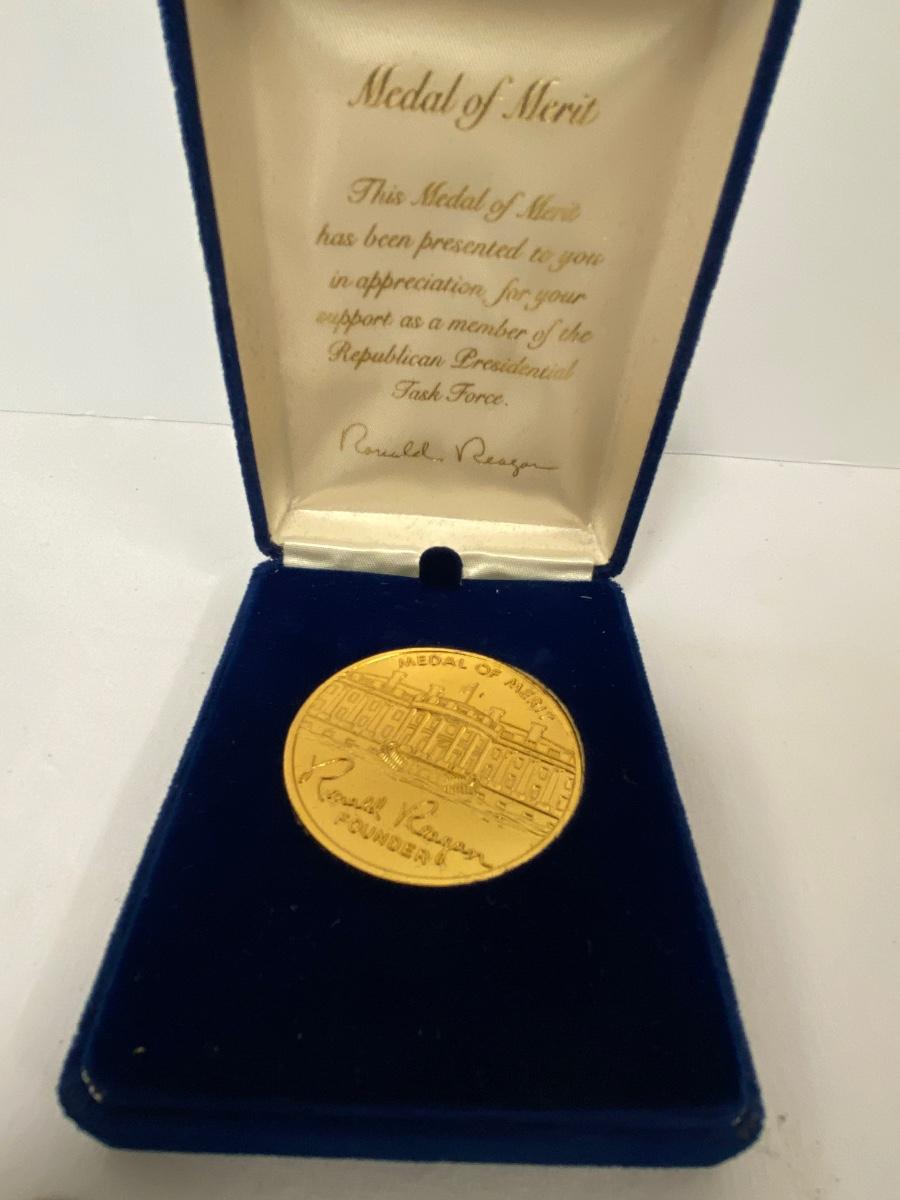 Medal of Merit
This Medal of Merit
has been presented to you
in appreciation for your
support as a member of the
Republican Presidential
Task Force.
Ronald Reagan
MEDAL OF MERIT
Ronald Reagan
FOUNDER